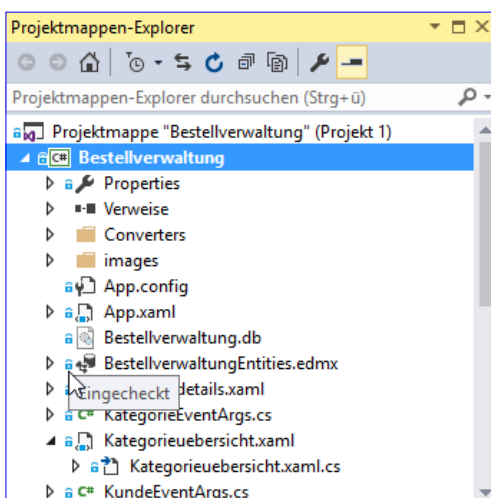 Projektmappen-Explorer
Projektmappen-Explorer durchsuchen (Strg+ü)
Projektmappe "Bestellverwaltung" (Projekt 1)
C# Bestellverwaltung
Properties
Verweise
Converters
images
App.config
App.xaml
Bestellverwaltung.db
BestellverwaltungEntities.edmx
details.xaml
Eingecheckt
C# KategorieEventArgs.cs
Kategorieuebersicht.xaml
Kategorieuebersicht.xaml.cs
C# KundeEventArgs.cs